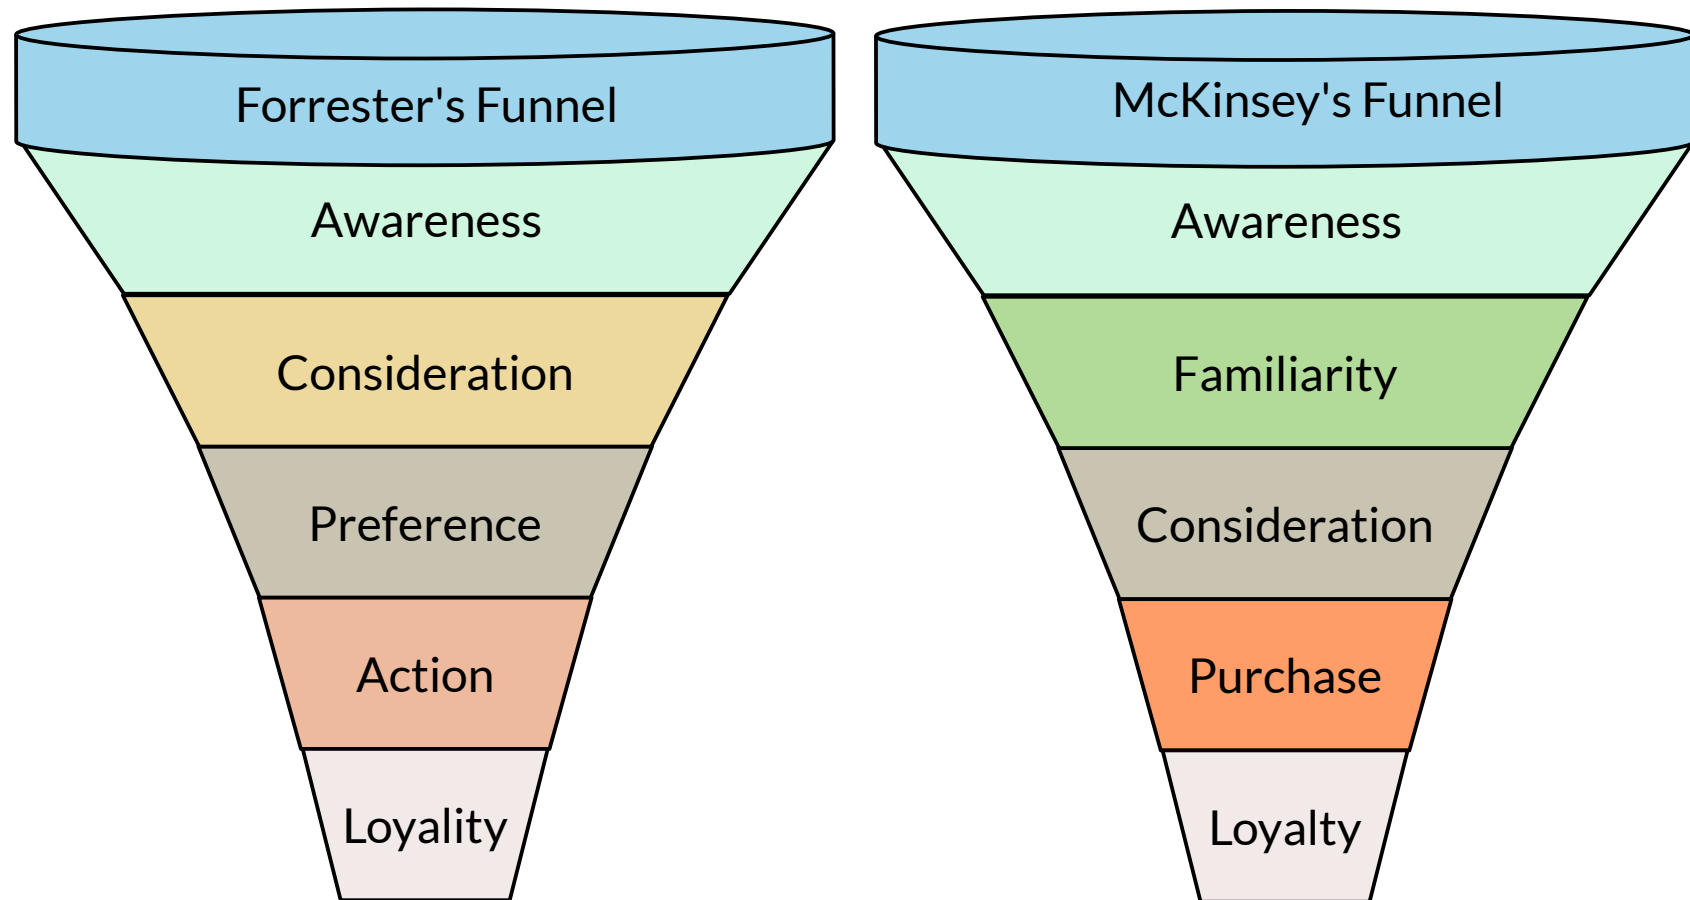 Forrester's Funnel
Awareness
Consideration
Preference
Action
Loyality
McKinsey's Funnel
Awareness
Familiarity
Consideration
Purchase
Loyalty